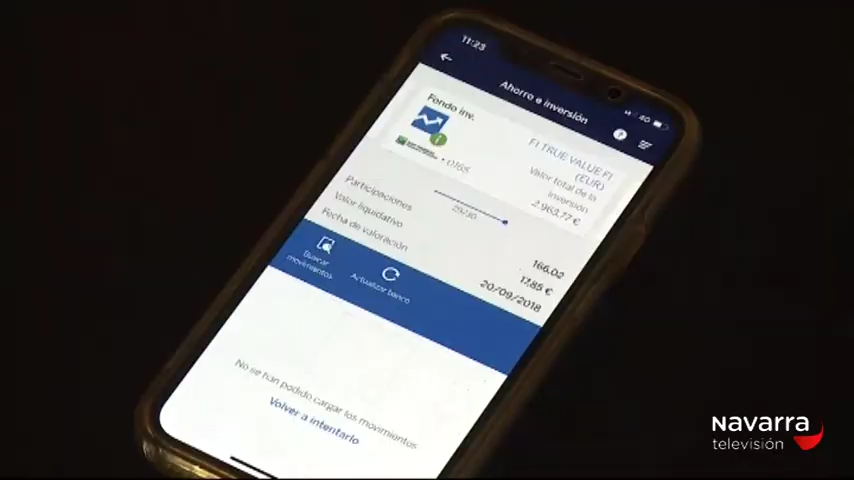 11:23
4G
Ahorro e inversión
Fondo inv.
FI TRUE VALUE FI
(EUR)
Valor total de la
inversión
2.963,77 €
• 0165
Participaciones
166,02
Valor liquidativo
17,85 €
Fecha de valoración
20/09/2018
Buscar
movimientos
Actualizar banco
No se han podido cargar los movimientos
Volver a intentarlo
navarra
televisión